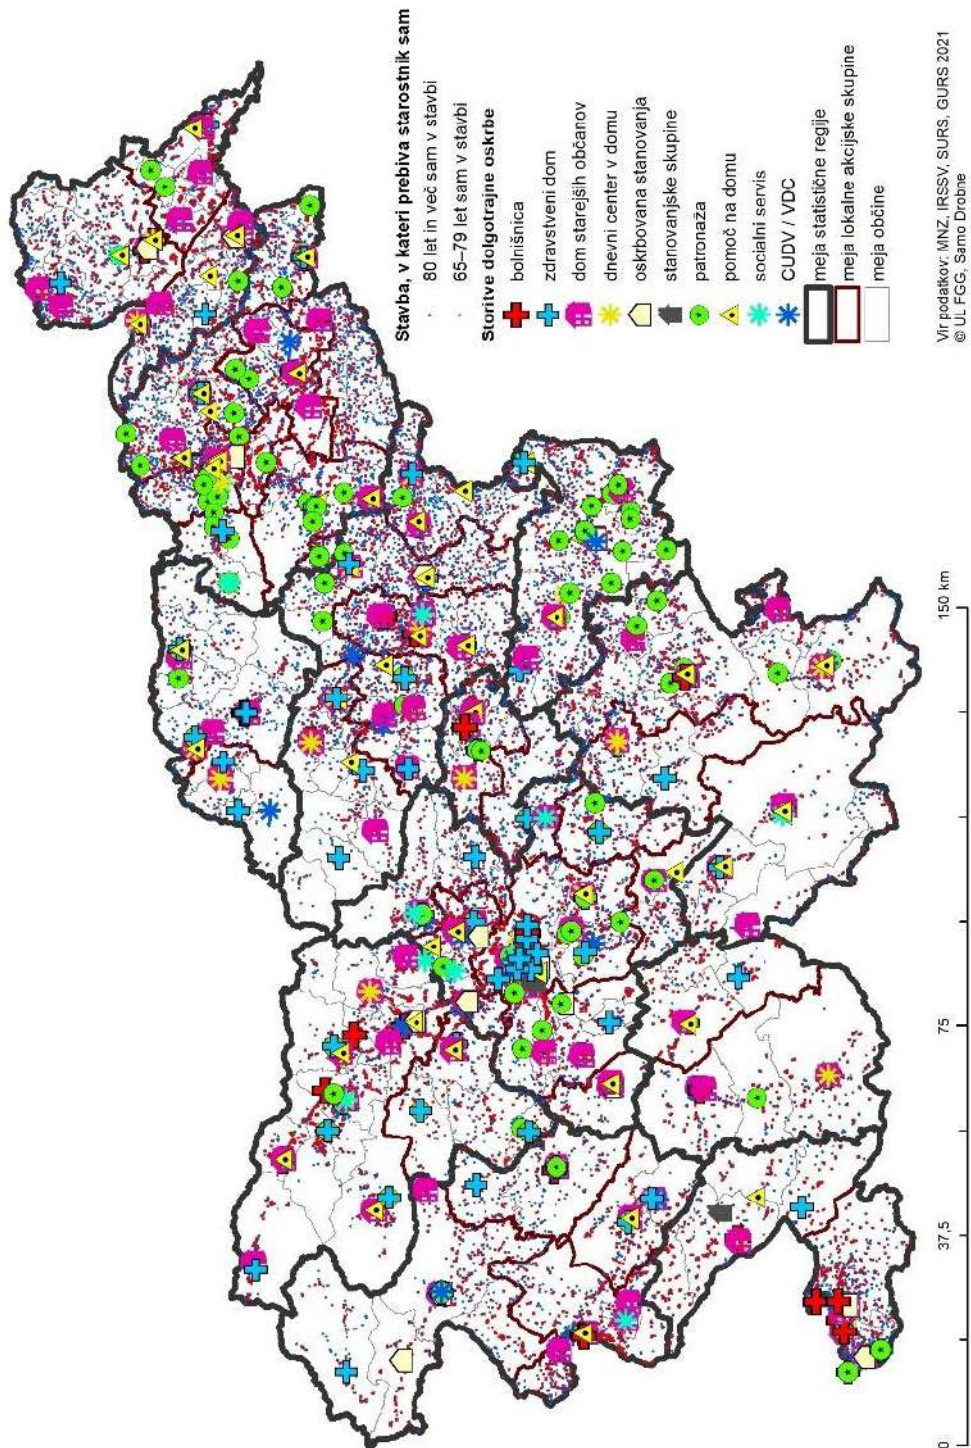 Stavba, v kateri prebiva starostnik sam
80 let in več sam v stavbi
65–79 let sam v stavbi
Storitve dolgotrajne oskrbe
bolnišnica
zdravstveni dom
dom starejših občanov
dnevni center v domu
oskrbovana stanovanja
stanovanjske skupine
patronaža
pomoč na domu
socialni servis
CUDV / VDC
meja statistične regije
meja lokalne akcijske skupine
meja občine
Vir podatkov: MNZ, IRSSV, SURS, GURS 2021
© UL FGG, Samo Drobne
0 37,5 75 150 km